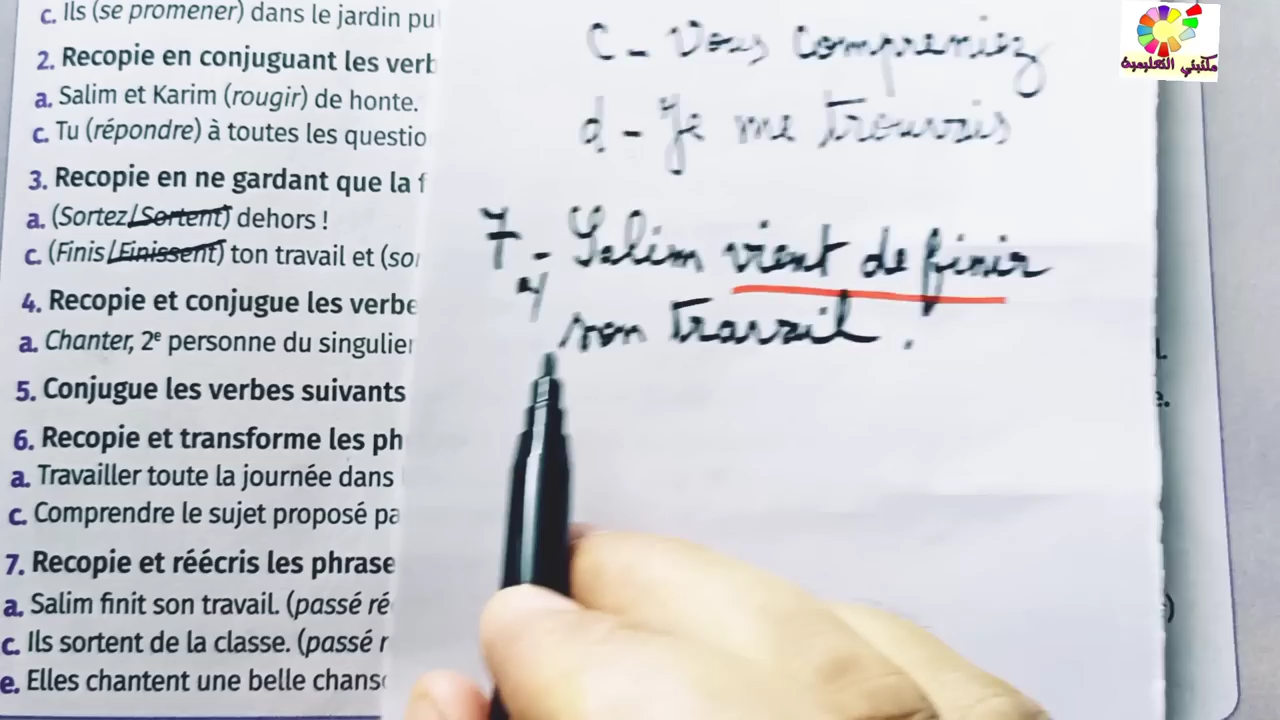 c. Ils (se promener) dans le jardin pu
2. Recopie en conjuguant les verb
a. Salim et Karim (rougir) de honte.
c. Tu (répondre) à toutes les questio
3. Recopie en ne gardant que la f
a. (Sortez/Sortent) dehors !
c. (Finis/Finissent) ton travail et (sor
4. Recopie et conjugue les verbe
a. Chanter, 2e personne du singulier
5. Conjugue les verbes suivants
6. Recopie et transforme les ph
a. Travailler toute la journée dans
c. Comprendre le sujet proposé pa
7. Recopie et réécris les phrase
a. Salim finit son travail. (passé ré
c. Ils sortent de la classe. (passé r
e. Elles chantent une belle chanso
c - Vous compreniez
d - Je me trouvais
7 - Salim vient de finir
a/ son travail.
مكتبتي التعليمية